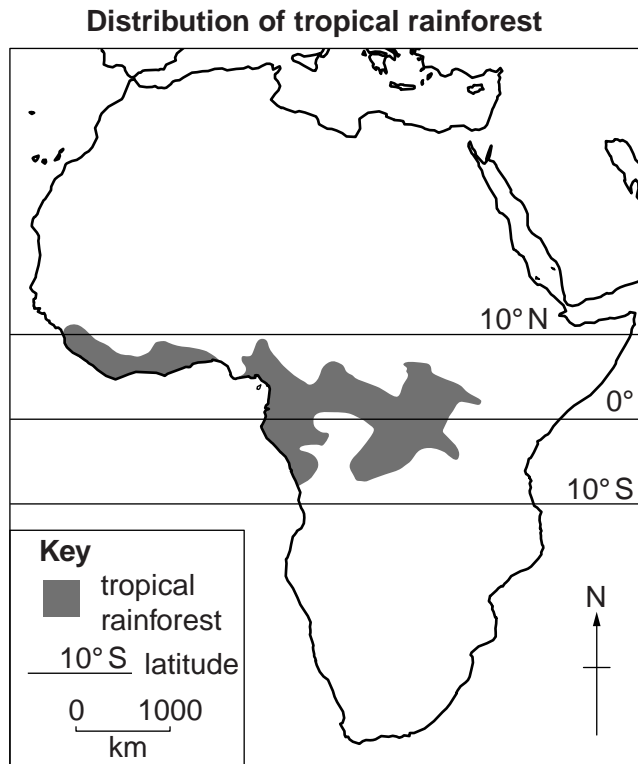 Distribution of tropical rainforest
10° N
0°
10° S
Key
tropical
rainforest
10° S latitude
0 1000
km
N